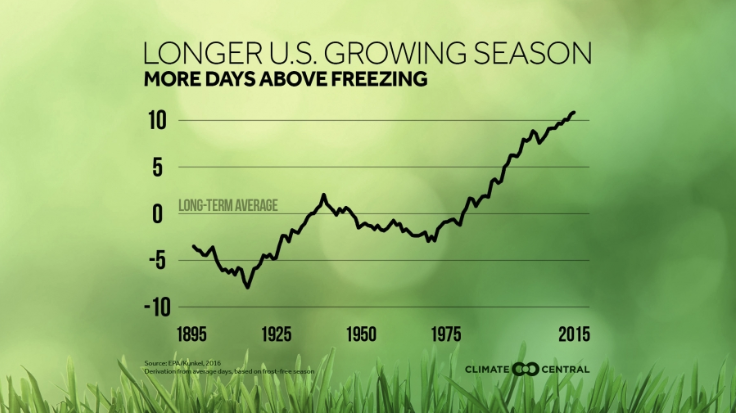 LONGER U.S. GROWING SEASON
MORE DAYS ABOVE FREEZING
10
5
LONG-TERM AVERAGE
0
-5
-10
1895 1925 1950 1975 2015
Source: EPA/Kunkel, 2016
Derivation from average days, based on frost-free season
CLIMATE CENTRAL